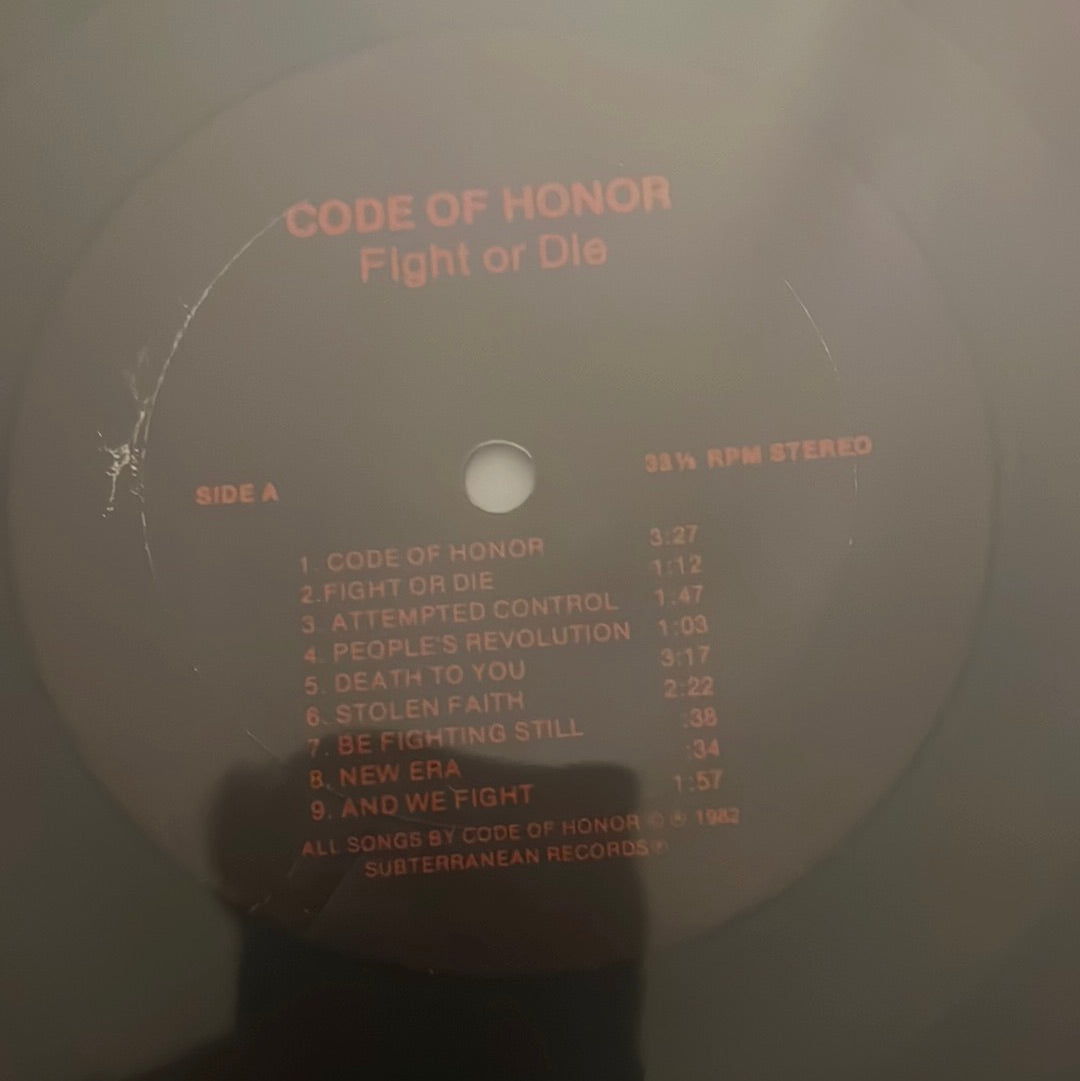 CODE OF HONOR
Fight or Die
SIDE A
33⅓ RPM STEREO
1. CODE OF HONOR 3:27
2. FIGHT OR DIE 1:12
3. ATTEMPTED CONTROL 1:47
4. PEOPLE'S REVOLUTION 1:03
5. DEATH TO YOU 3:17
6. STOLEN FAITH 2:22
7. BE FIGHTING STILL :38
8. NEW ERA :34
9. AND WE FIGHT 1:57
ALL SONGS BY CODE OF HONOR © ℗ 1982
SUBTERRANEAN RECORDS ℗